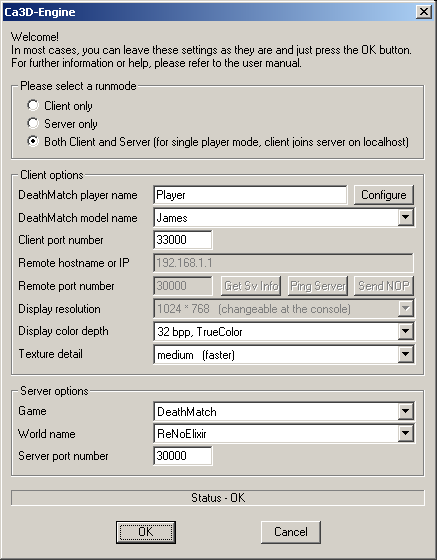 Ca3D-Engine
Welcome!
In most cases, you can leave these settings as they are and just press the OK button.
For further information or help, please refer to the user manual.
Please select a runmode
Client only
Server only
Both Client and Server (for single player mode, client joins server on localhost)
Client options
DeathMatch player name Player Configure
DeathMatch model name James
Client port number 33000
Remote hostname or IP 192.168.1.1
Remote port number 30000 Get Sv Info Ping Server Send NOP
Display resolution 1024 * 768 (changeable at the console)
Display color depth 32 bpp, TrueColor
Texture detail medium (faster)
Server options
Game DeathMatch
World name ReNoElixir
Server port number 30000
Status - OK
OK Cancel